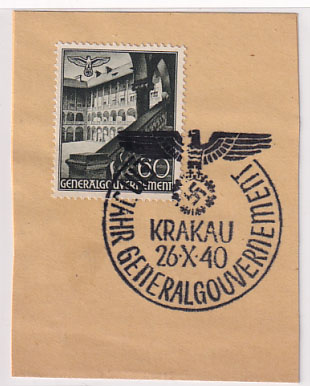 60
GENERALGOUVERNEMENT
JAHR GENERALGOUVERNEMENT
KRAKAU
26·X·40